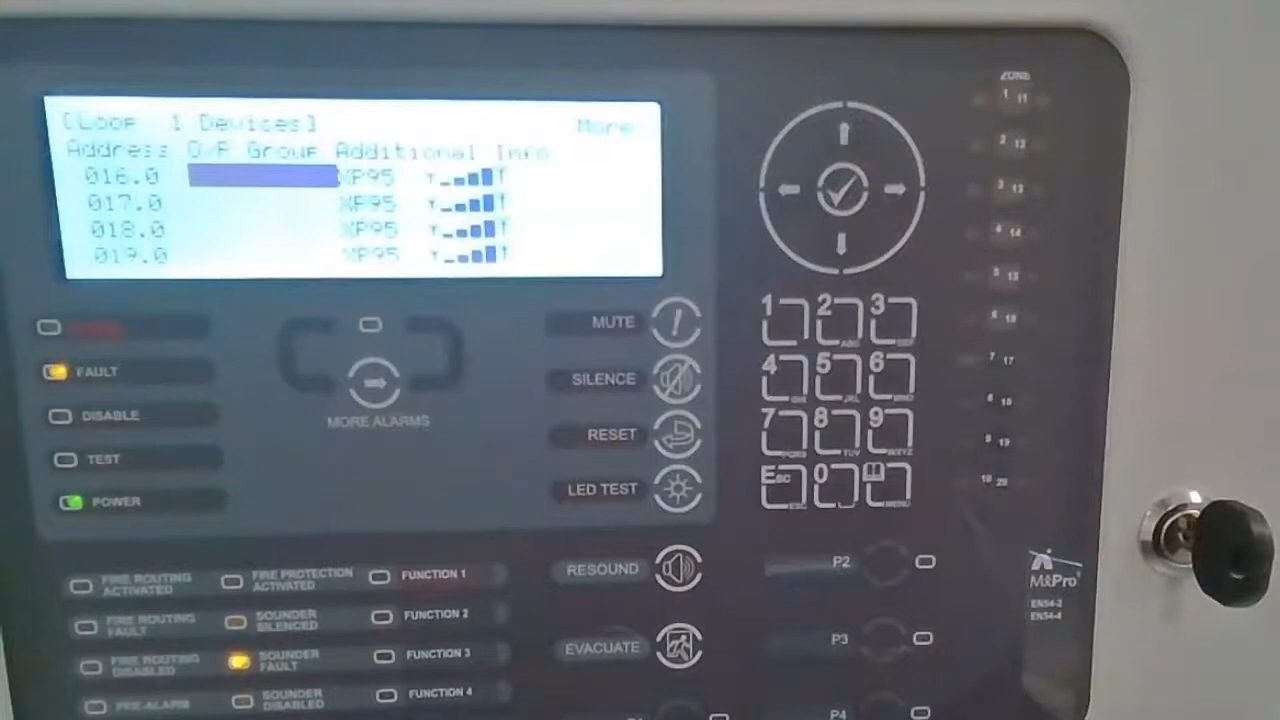 [Loop 1 Devices] More
Address O/P Group Additional Info
016.0 XP95
017.0 XP95
018.0 XP95
019.0 XP95
FAULT
DISABLE
TEST
POWER
MORE ALARMS
MUTE
SILENCE
RESET
LED TEST
RESOUND
EVACUATE
1 2 3
4 5 6
7 8 9
Esc 0
ZONE
1 11
2 12
3 13
4 14
5 15
6 16
7 17
8 18
9 19
10 20
FIRE ROUTING ACTIVATED
FIRE PROTECTION ACTIVATED
FUNCTION 1
FIRE ROUTING FAULT
SOUNDER SILENCED
FUNCTION 2
FIRE ROUTING DISABLED
SOUNDER FAULT
FUNCTION 3
PRE-ALARM
SOUNDER DISABLED
FUNCTION 4
P2
P3
P4
MxPro
EN54-2
EN54-4